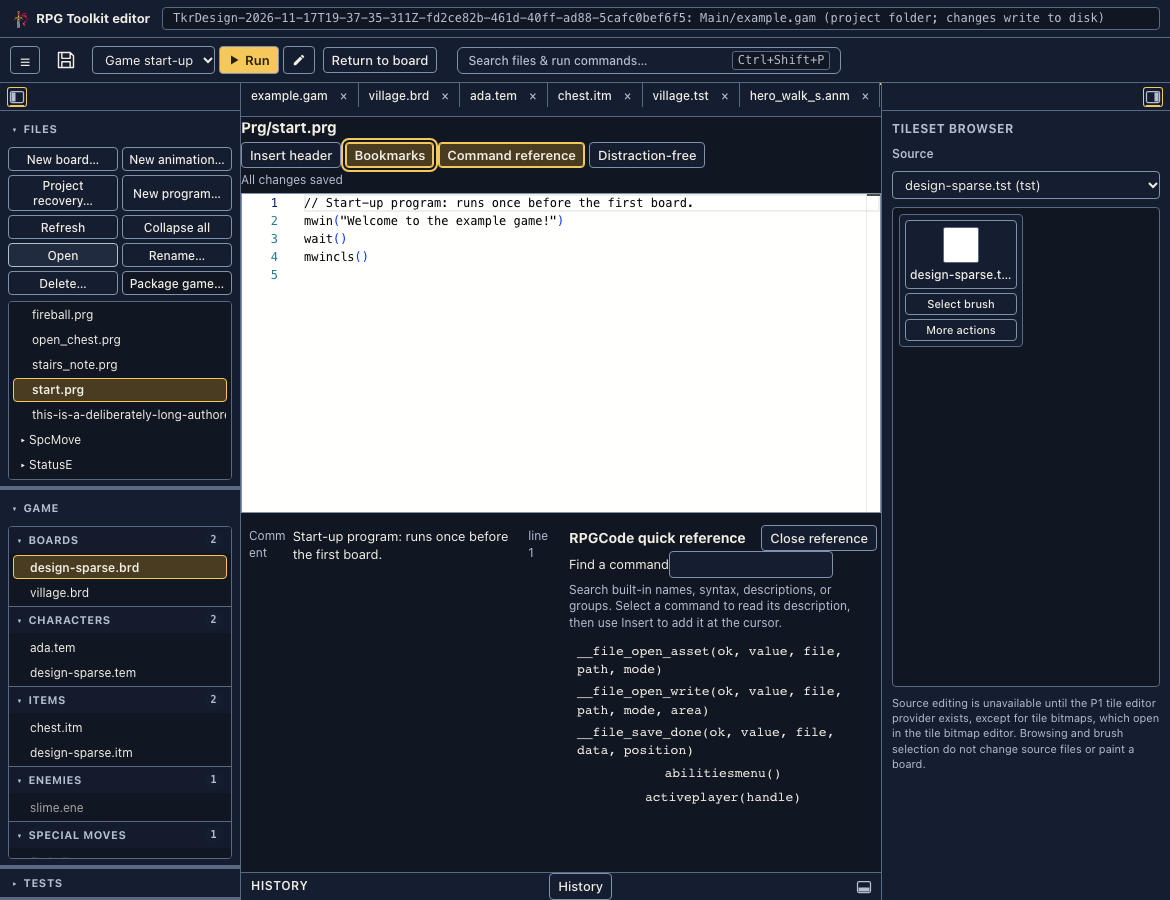 RPG Toolkit editor
TkrDesign-2026-11-17T19-37-35-311Z-fd2ce82b-461d-40ff-ad88-5cafc0bef6f5: Main/example.gam (project folder; changes write to disk)
Game start-up
Run
Return to board
Search files & run commands...
Ctrl+Shift+P
FILES
New board...
New animation...
Project recovery...
New program...
Refresh
Collapse all
Open
Rename...
Delete...
Package game...
fireball.prg
open_chest.prg
stairs_note.prg
start.prg
this-is-a-deliberately-long-author
SpcMove
StatusE
GAME
BOARDS 2
design-sparse.brd
village.brd
CHARACTERS 2
ada.tem
design-sparse.tem
ITEMS 2
chest.itm
design-sparse.itm
ENEMIES 1
slime.ene
SPECIAL MOVES 1
TESTS
example.gam ×
village.brd ×
ada.tem ×
chest.itm ×
village.tst ×
hero_walk_s.anm ×
Prg/start.prg
Insert header
Bookmarks
Command reference
Distraction-free
All changes saved
1 // Start-up program: runs once before the first board.
2 mwin("Welcome to the example game!")
3 wait()
4 mwincls()
5
Comm
ent
Start-up program: runs once before
the first board.
line
1
RPGCode quick reference
Close reference
Find a command
Search built-in names, syntax, descriptions, or
groups. Select a command to read its description,
then use Insert to add it at the cursor.
__file_open_asset(ok, value, file,
path, mode)
__file_open_write(ok, value, file,
path, mode, area)
__file_save_done(ok, value, file,
data, position)
abilitiesmenu()
activeplayer(handle)
HISTORY
History
TILESET BROWSER
Source
design-sparse.tst (tst)
design-sparse.t...
Select brush
More actions
Source editing is unavailable until the P1 tile editor
provider exists, except for tile bitmaps, which open
in the tile bitmap editor. Browsing and brush
selection do not change source files or paint a
board.